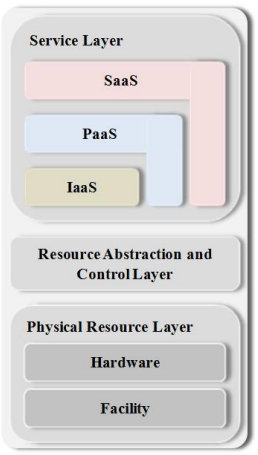 Service Layer
SaaS
PaaS
IaaS
Resource Abstraction and
Control Layer
Physical Resource Layer
Hardware
Facility